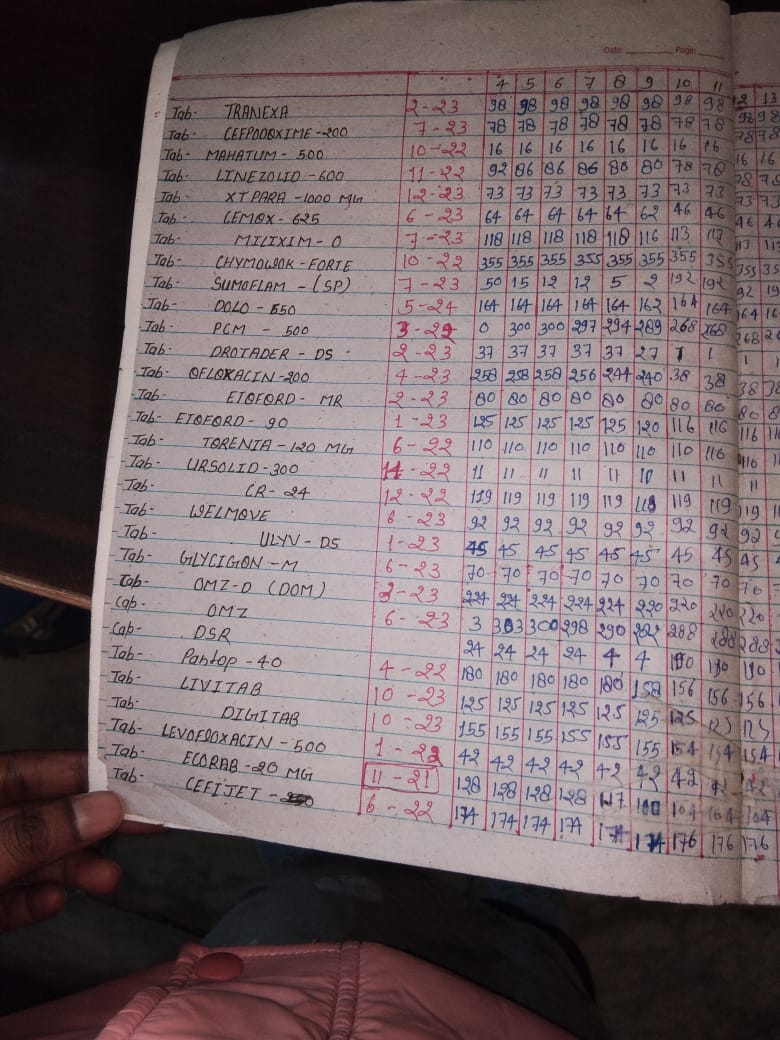 Date: Page:
4 5 6 7 8 9 10 11 12 13
Tab- TRANEXA 2-23 98 98 98 98 98 98 98 98 98 98
Tab- CEFPODOXIME-200 7-23 78 78 78 78 78 78 78 78 78 78
Tab- MAHATUM-500 10-22 16 16 16 16 16 16 16 16 16 16
Tab- LINEZOLID-600 11-22 92 86 86 86 80 80 78 78 78
Tab- XTPARA-1000 MG 12-23 73 73 73 73 73 73 73 73 73 73
Tab- CEMOX-625 6-23 64 64 64 64 64 62 46 46 46
Tab- MILIXIM-O 7-23 118 118 118 118 118 116 113 113 113
Tab- CHYMOWOK-FORTE 10-22 355 355 355 355 355 355 355 355 355
Tab- SUMOFLAM-(SP) 7-23 50 15 12 12 5 2 192 192 92
Tab- DOLO-650 5-24 164 164 164 164 164 162 164 164 164
Tab- PCM-500 0 300 300 297 294 289 268 268 268
Tab- DROTADER-DS 2-23 37 37 37 37 37 27 1 1 1
Tab- OFLOXACIN-200 4-23 258 258 258 256 244 240 38 38 38
Tab- ETOFORD-MR 2-23 80 80 80 80 80 80 80 80 80
Tab- ETOFORD-90 1-23 125 125 125 125 125 120 116 116 116
Tab- TORENTA-120 MG 6-22 110 110 110 110 110 110 110 110 110
Tab- URSOLID-300 11-22 11 11 11 11 11 10 11 11 11
Tab- CR-24 12-22 119 119 119 119 119 119 119 119 119
Tab- WELMOVE 6-23 92 92 92 92 92 92 92 92 92
Tab- ULYV-DS 1-23 45 45 45 45 45 45 45 45 45
Tab- GLYCIGON-M 6-23 70 70 70 70 70 70 70 70 70
Tab- OMZ-D (DOM) 2-23 224 224 224 224 224 220 220 220 220
Cap- OMZ 6-23 3 303 300 298 290 282 288 288 288
Cap- DSR 24 24 24 24 4 4 190 190 190
Tab- Pantop-40 4-22 180 180 180 180 180 158 156 156 156
Tab- LIVITAB 10-23 125 125 125 125 125 125 125 125 125
Tab- DIGITAB 10-23 155 155 155 155 155 155 154 154 154
Tab- LEVOFOOXACIN-500 1-22 42 42 42 42 42 42 42 42 42
Tab- ECORAB-20 MG 11-21 128 128 128 128 117 100 104 104 104
Tab- CEFIJET- 6-22 174 174 174 174 174 174 176 176 176